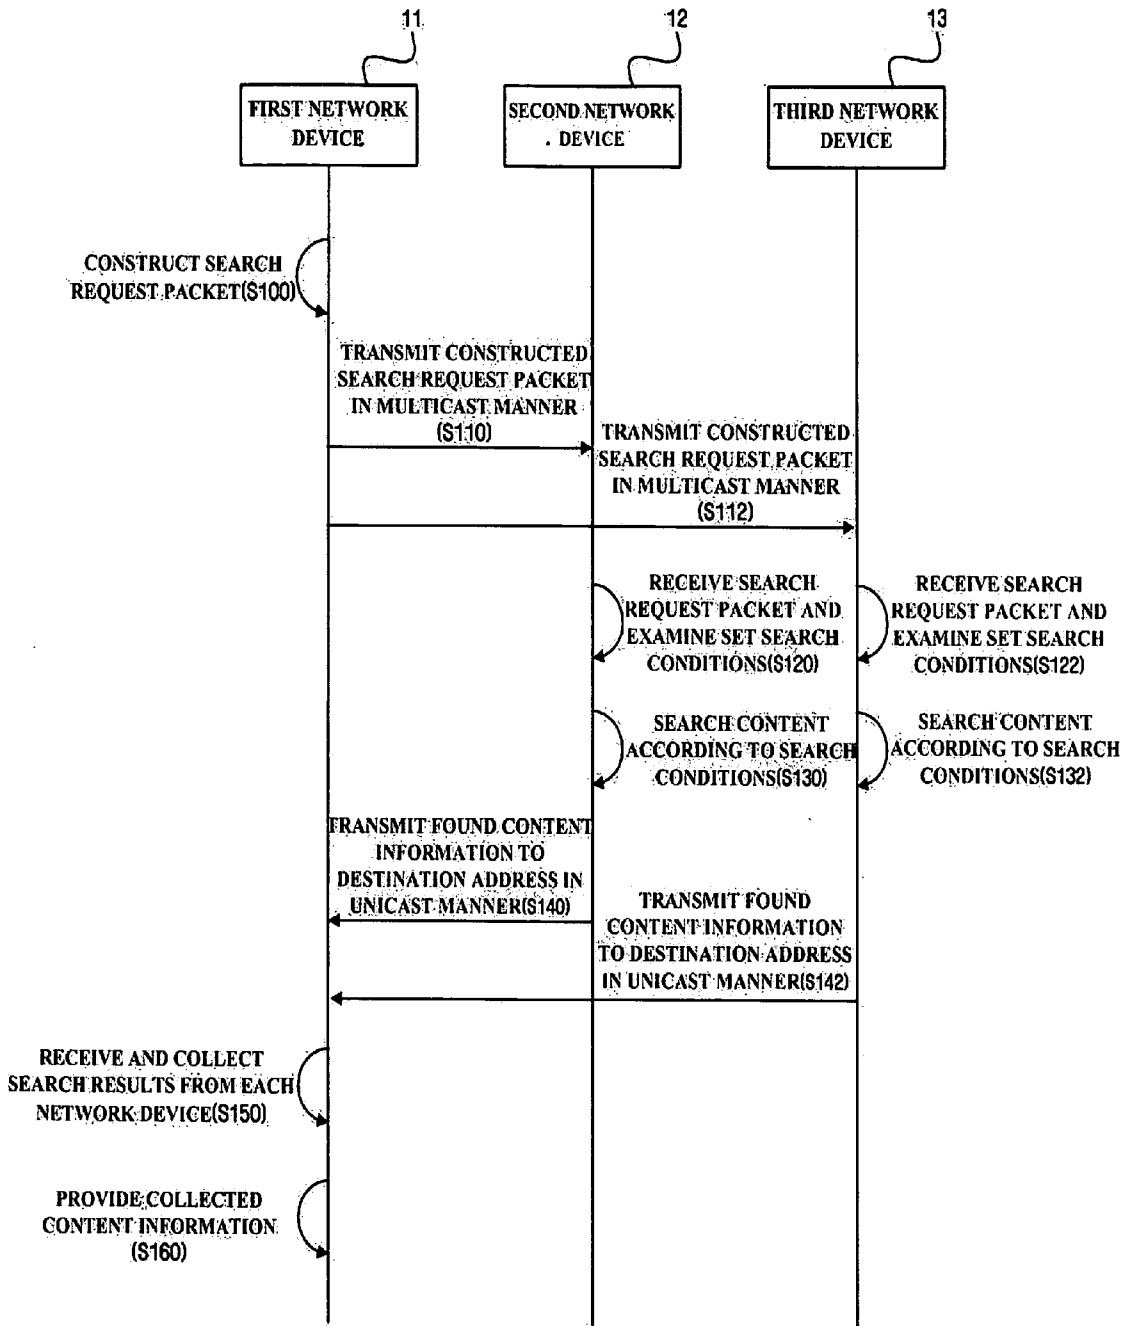 11
12
13
FIRST NETWORK
DEVICE
SECOND NETWORK
DEVICE
THIRD NETWORK
DEVICE
CONSTRUCT SEARCH
REQUEST PACKET(S100)
TRANSMIT CONSTRUCTED
SEARCH REQUEST PACKET
IN MULTICAST MANNER
(S110)
TRANSMIT CONSTRUCTED
SEARCH REQUEST PACKET
IN MULTICAST MANNER
(S112)
RECEIVE SEARCH
REQUEST PACKET AND
EXAMINE SET SEARCH
CONDITIONS(S120)
RECEIVE SEARCH
REQUEST PACKET AND
EXAMINE SET SEARCH
CONDITIONS(S122)
SEARCH CONTENT
ACCORDING TO SEARCH
CONDITIONS(S130)
SEARCH CONTENT
ACCORDING TO SEARCH
CONDITIONS(S132)
TRANSMIT FOUND CONTENT
INFORMATION TO
DESTINATION ADDRESS IN
UNICAST MANNER(S140)
TRANSMIT FOUND
CONTENT INFORMATION
TO DESTINATION ADDRESS
IN UNICAST MANNER(S142)
RECEIVE AND COLLECT
SEARCH RESULTS FROM EACH
NETWORK DEVICE(S150)
PROVIDE COLLECTED
CONTENT INFORMATION
(S160)